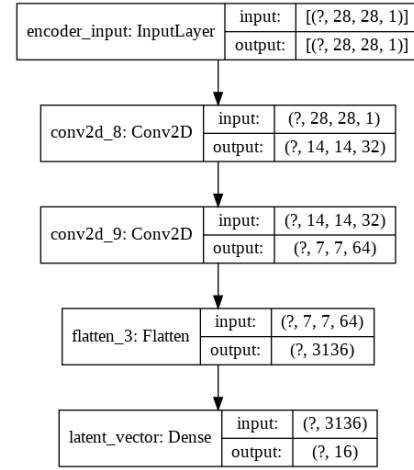 encoder_input: InputLayer
input: [(?, 28, 28, 1)]
output: [(?, 28, 28, 1)]
conv2d_8: Conv2D
input: (?, 28, 28, 1)
output: (?, 14, 14, 32)
conv2d_9: Conv2D
input: (?, 14, 14, 32)
output: (?, 7, 7, 64)
flatten_3: Flatten
input: (?, 7, 7, 64)
output: (?, 3136)
latent_vector: Dense
input: (?, 3136)
output: (?, 16)